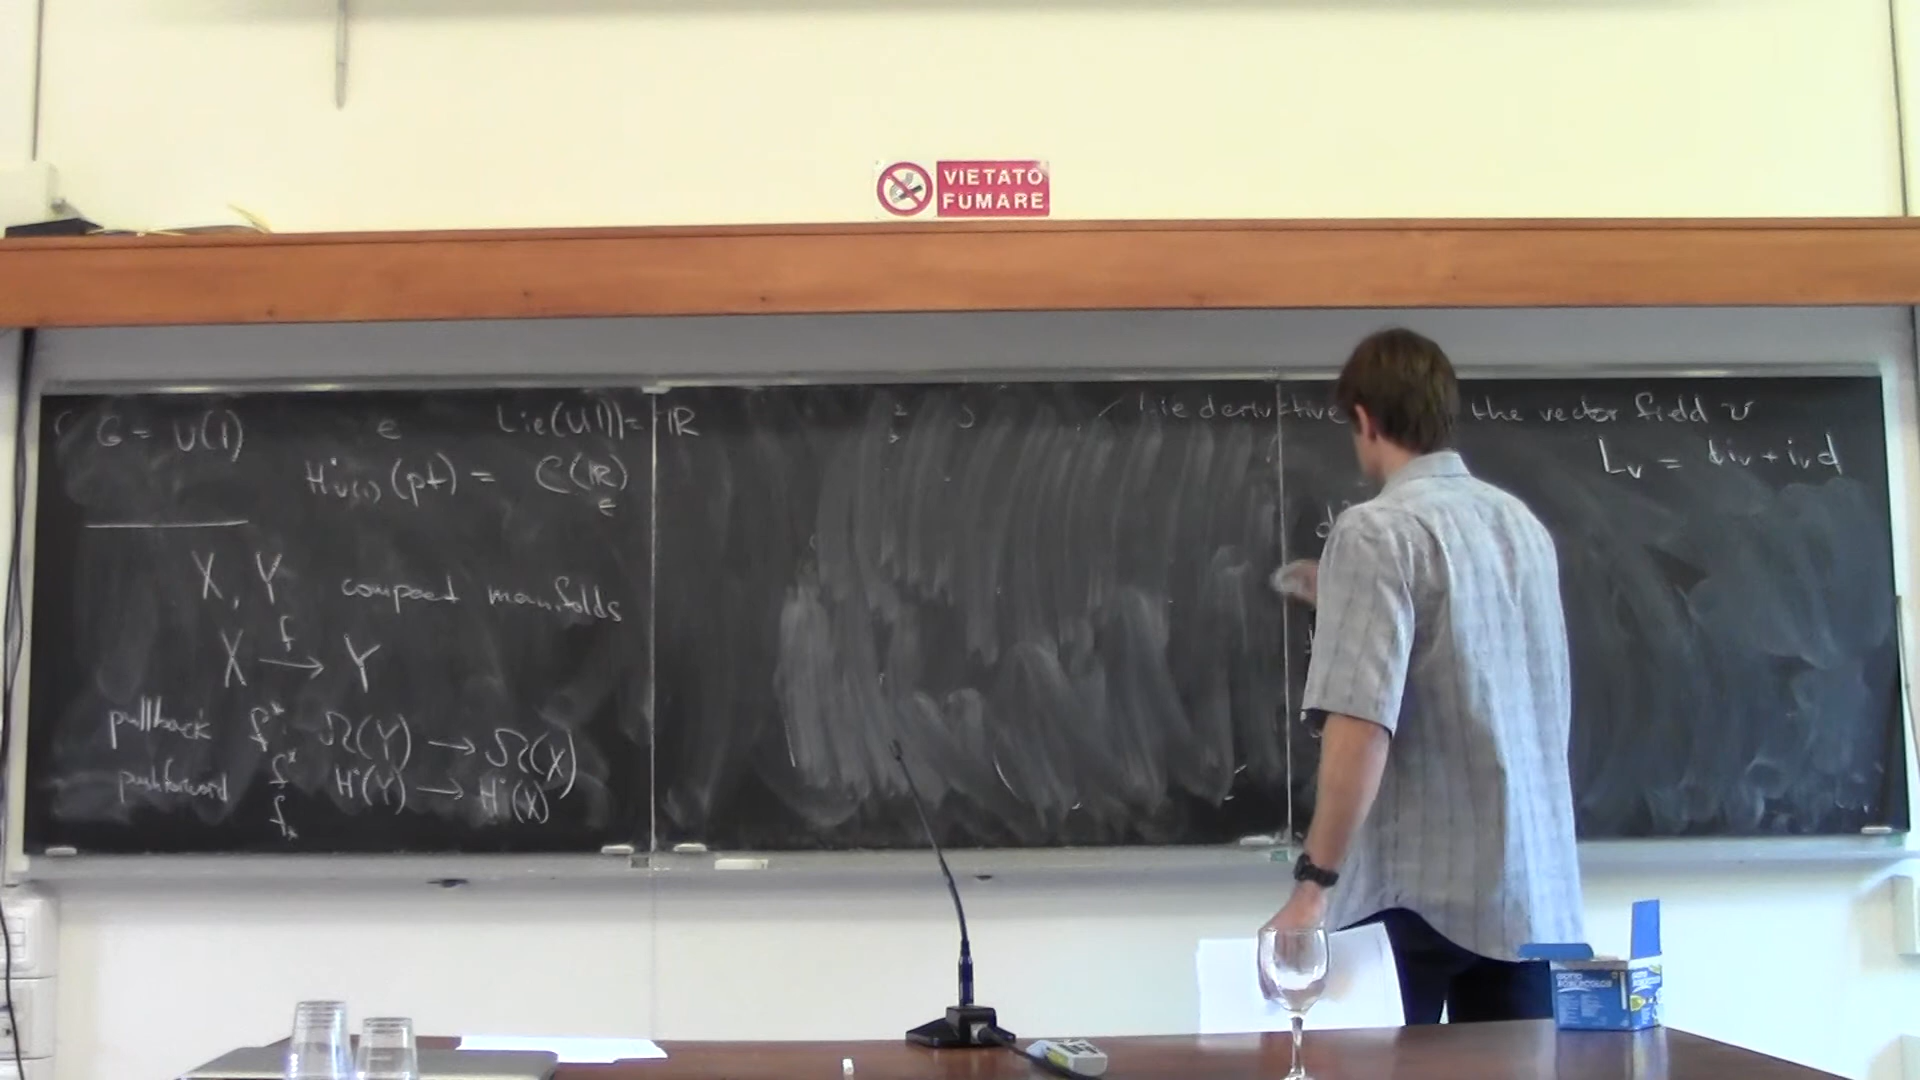 VIETATO
FUMARE
G = U(1) e Lie(U(1)) = ℝ
H^•_{U(1)}(pt) = ℂ(ℝ)
ϵ
X, Y compact manifolds
X →^f Y
pullback f^*: Ω(Y) → Ω(X)
f^* H^•(Y) → H^•(X)
pushforward
f_*
Lie derivative the vector field v
L_v = di_v + i_v d